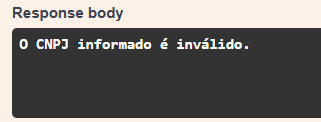 Response body
O CNPJ informado é inválido.